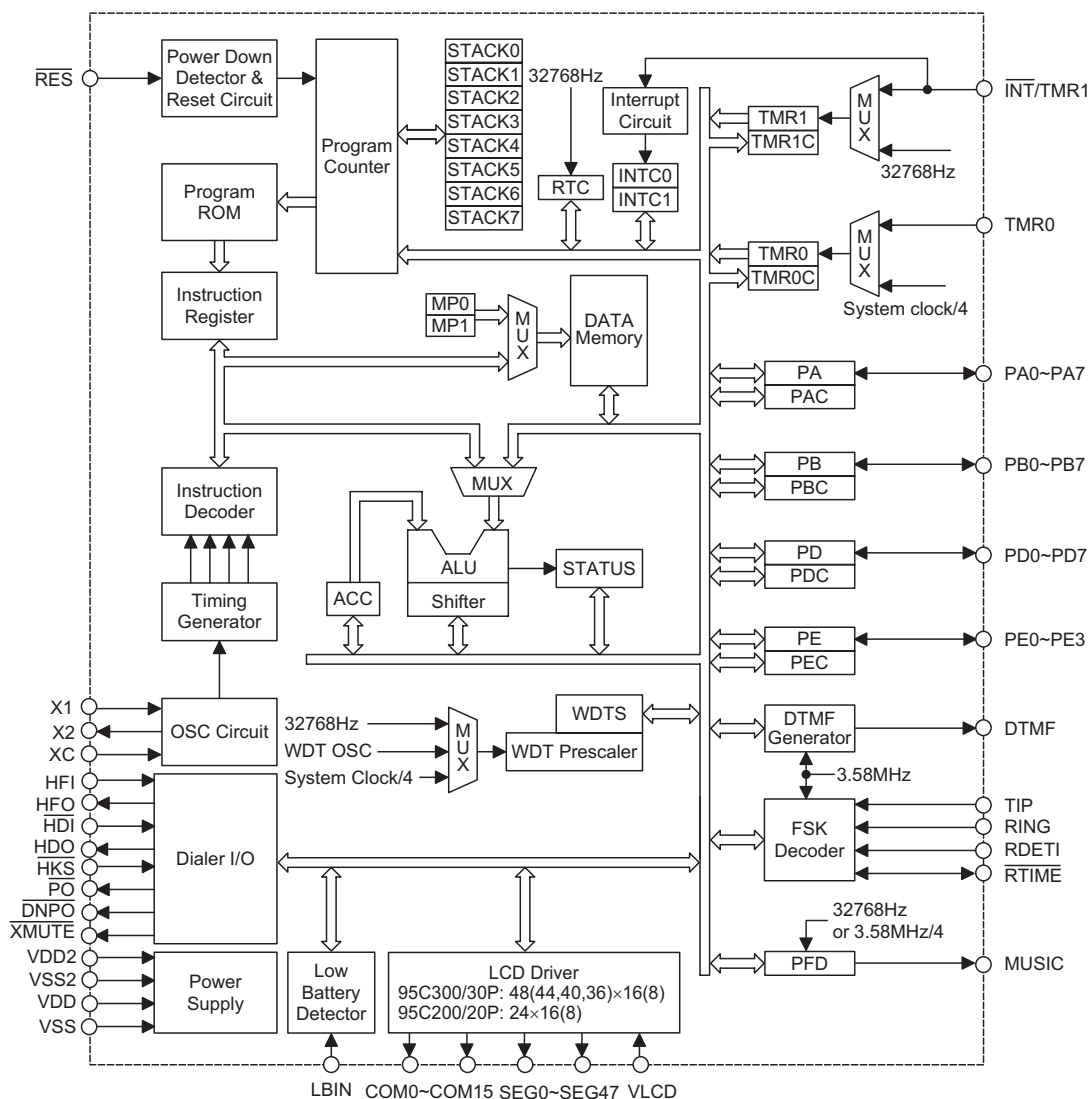 RES
Power Down
Detector &
Reset Circuit
Program
Counter
STACK0
STACK1
STACK2
STACK3
STACK4
STACK5
STACK6
STACK7
32768Hz
RTC
Interrupt
Circuit
INTC0
INTC1
TMR1
TMR1C
MUX
INT/TMR1
32768Hz
Program
ROM
TMR0
TMR0C
MUX
TMR0
System clock/4
Instruction
Register
MP0
MP1
MUX
DATA
Memory
PA
PAC
PA0~PA7
PB
PBC
PB0~PB7
Instruction
Decoder
MUX
ALU
Shifter
STATUS
ACC
PD
PDC
PD0~PD7
Timing
Generator
PE
PEC
PE0~PE3
X1
X2
XC
OSC Circuit
32768Hz
WDT OSC
System Clock/4
MUX
WDTS
WDT Prescaler
DTMF
Generator
DTMF
3.58MHz
HFI
HFO
HDI
HDO
HKS
PO
DNPO
XMUTE
Dialer I/O
FSK
Decoder
TIP
RING
RDETI
RTIME
32768Hz
or 3.58MHz/4
PFD
MUSIC
VDD2
VSS2
VDD
VSS
Power
Supply
Low
Battery
Detector
LCD Driver
95C300/30P: 48(44,40,36)×16(8)
95C200/20P: 24×16(8)
LBIN
COM0~COM15
SEG0~SEG47
VLCD